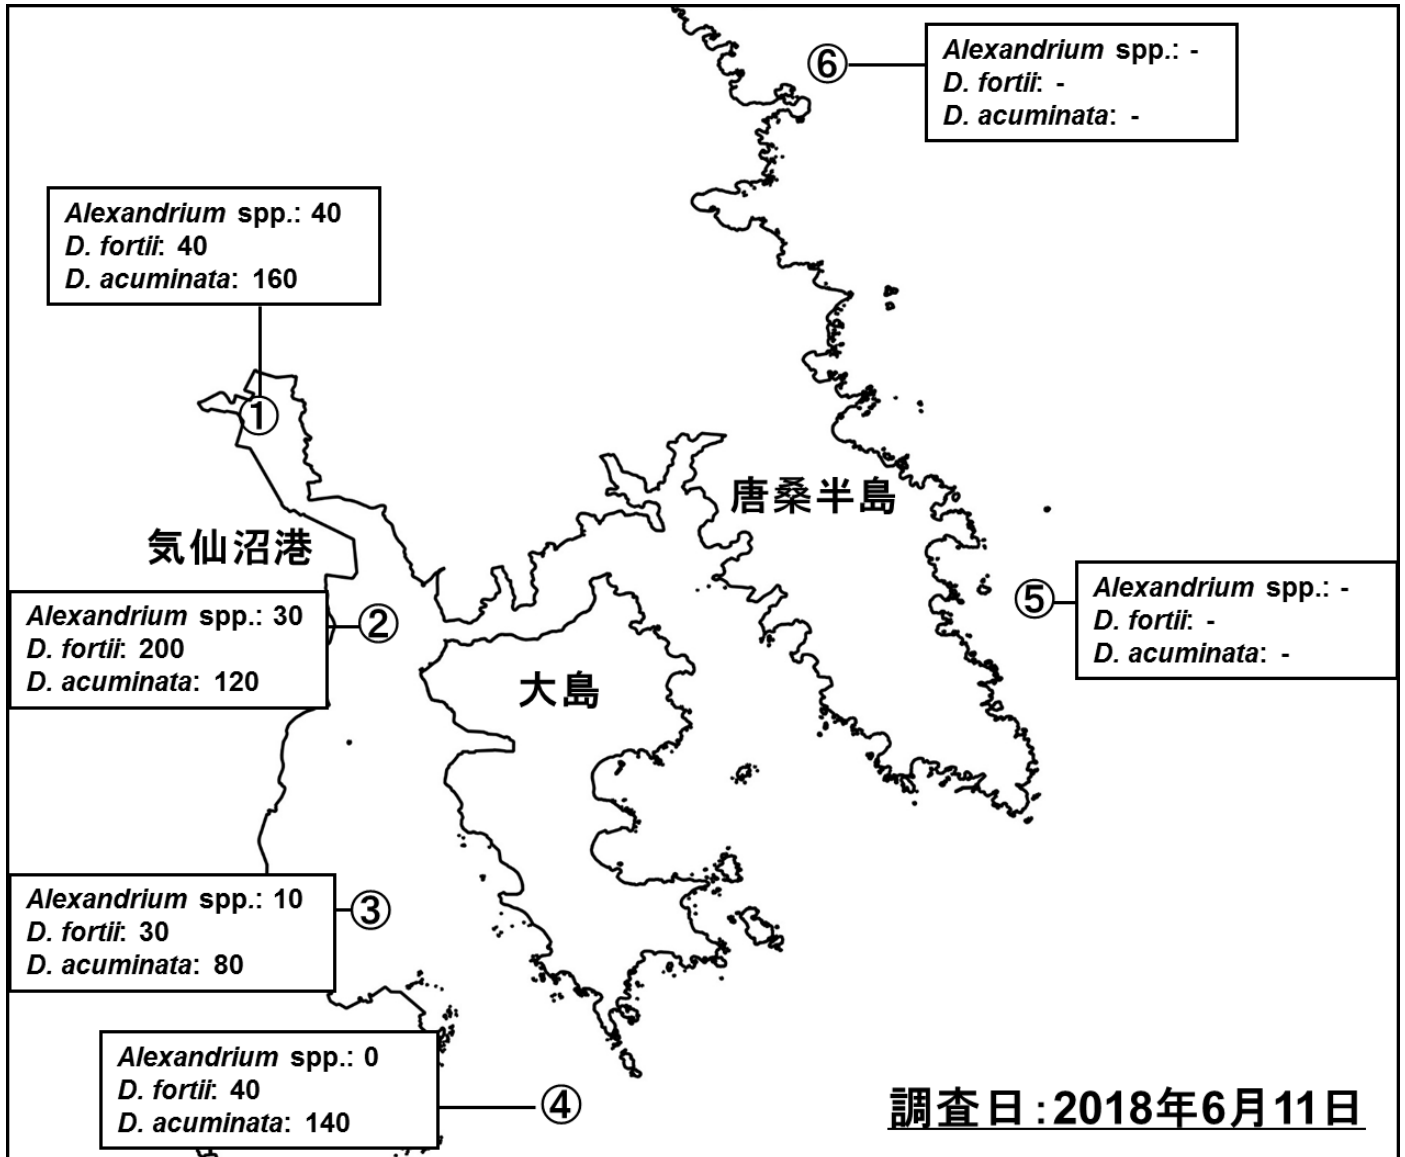 ⑥
Alexandrium spp.: -
D. fortii: -
D. acuminata: -
Alexandrium spp.: 40
D. fortii: 40
D. acuminata: 160
①
唐桑半島
気仙沼港
Alexandrium spp.: 30
D. fortii: 200
D. acuminata: 120
②
⑤
Alexandrium spp.: -
D. fortii: -
D. acuminata: -
大島
Alexandrium spp.: 10
D. fortii: 30
D. acuminata: 80
③
Alexandrium spp.: 0
D. fortii: 40
D. acuminata: 140
④
調査日:2018年6月11日